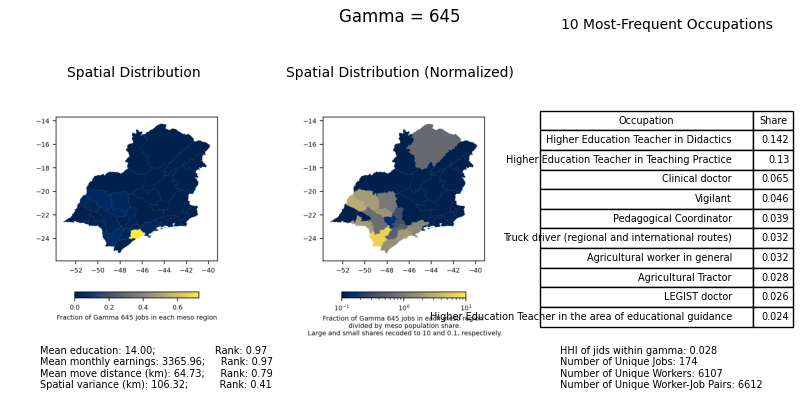 Gamma = 645
10 Most-Frequent Occupations
Spatial Distribution
Spatial Distribution (Normalized)
−14
−16
−18
−20
−22
−24
−52 −50 −48 −46 −44 −42 −40
0.0 0.2 0.4 0.6
Fraction of Gamma 645 jobs in each meso region
−14
−16
−18
−20
−22
−24
−52 −50 −48 −46 −44 −42 −40
10⁻¹ 10⁰ 10¹
Fraction of Gamma 645 jobs in each meso region
divided by meso population share.
Large and small shares recoded to 10 and 0.1, respectively.
Occupation Share
Higher Education Teacher in Didactics 0.142
Higher Education Teacher in Teaching Practice 0.13
Clinical doctor 0.065
Vigilant 0.046
Pedagogical Coordinator 0.039
Truck driver (regional and international routes) 0.032
Agricultural worker in general 0.032
Agricultural Tractor 0.028
LEGIST doctor 0.026
Higher Education Teacher in the area of educational guidance 0.024
Mean education: 14.00; Rank: 0.97
Mean monthly earnings: 3365.96; Rank: 0.97
Mean move distance (km): 64.73; Rank: 0.79
Spatial variance (km): 106.32; Rank: 0.41
HHI of jids within gamma: 0.028
Number of Unique Jobs: 174
Number of Unique Workers: 6107
Number of Unique Worker-Job Pairs: 6612